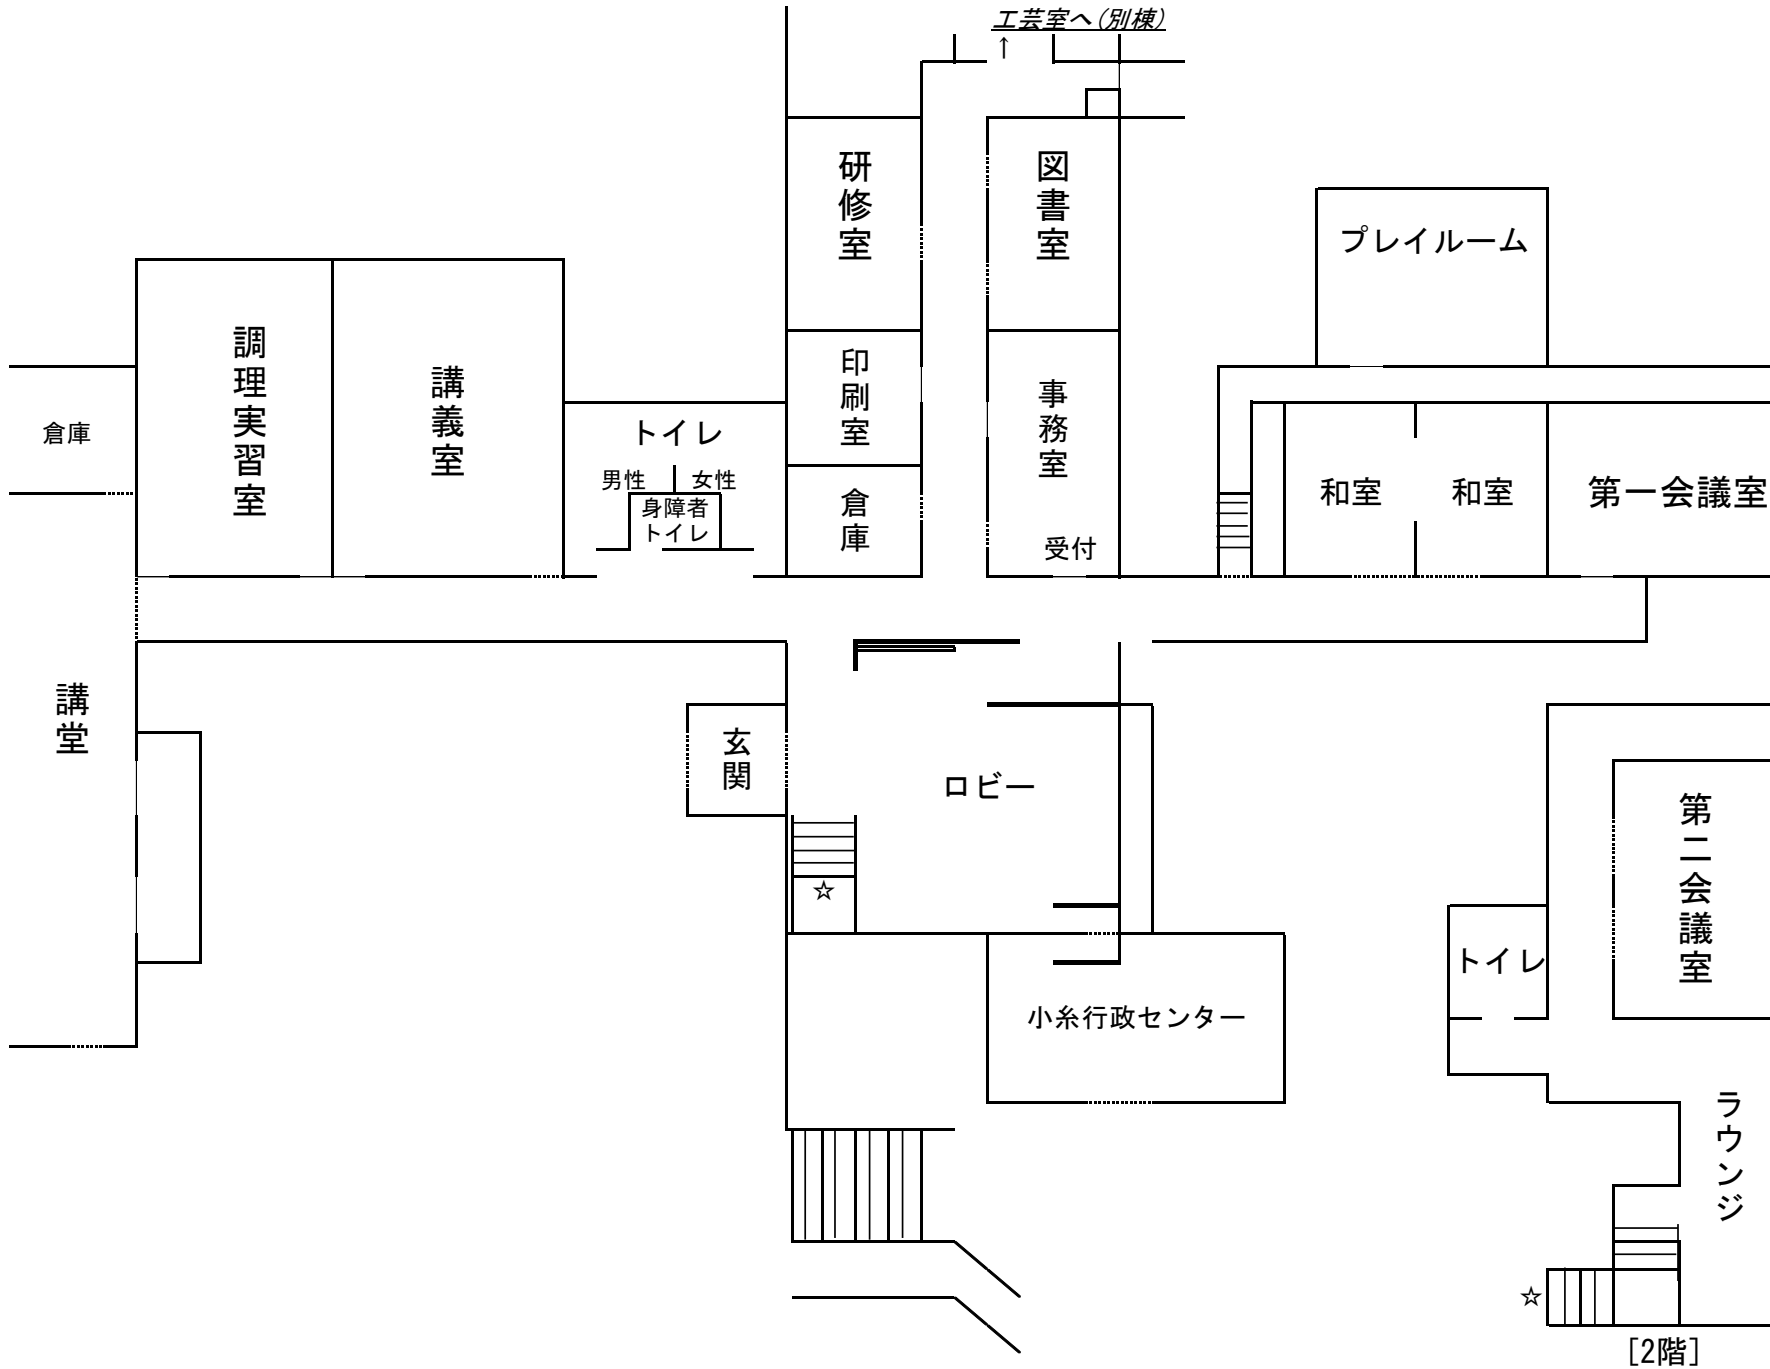 工芸室へ(別棟)
↑
研修室
図書室
プレイルーム
調理実習室
講義室
倉庫
トイレ
男性 女性
身障者
トイレ
印刷室
倉庫
事務室
受付
和室
和室
第一会議室
講堂
玄関
ロビー
☆
小糸行政センター
第二会議室
トイレ
ラウンジ
☆
[2階]